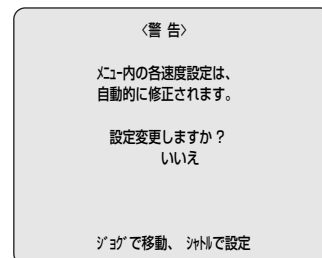 〈警 告〉
ﾒﾆｭｰ内の各速度設定は、
自動的に修正されます。
設定変更しますか？
いいえ
ｼﾞｮｸﾞで移動、 ｼｬﾄﾙで設定